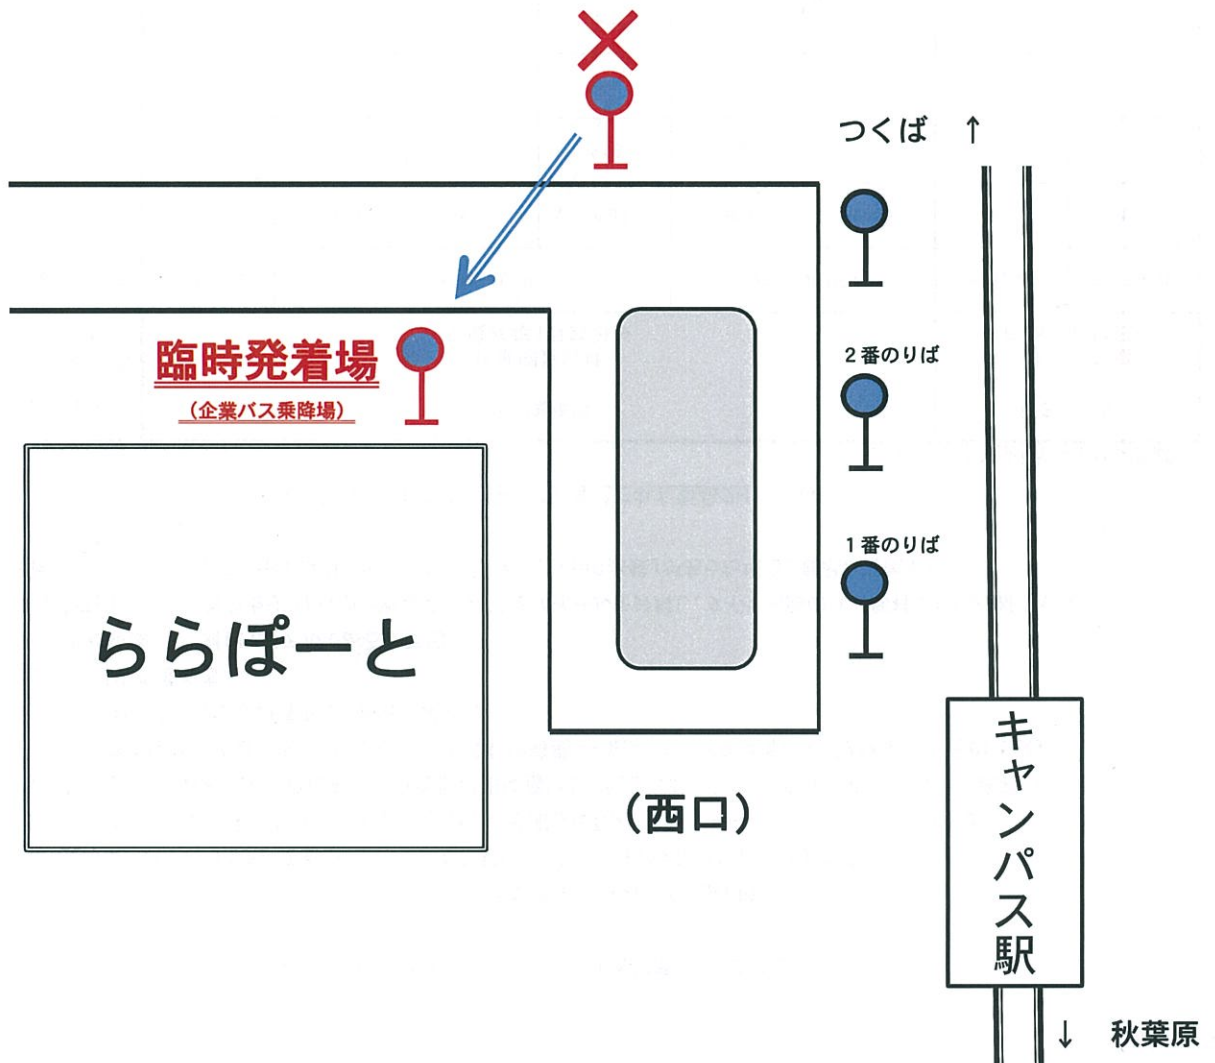 つくば ↑
2番のりば
臨時発着場
(企業バス乗降場)
1番のりば
ららぽーと
キャンパス駅
(西口)
↓ 秋葉原